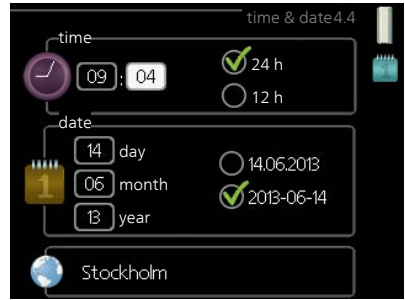 time & date 4.4
time
09 : 04
24 h
12 h
date
14 day
06 month
13 year
14.06.2013
2013-06-14
1
Stockholm